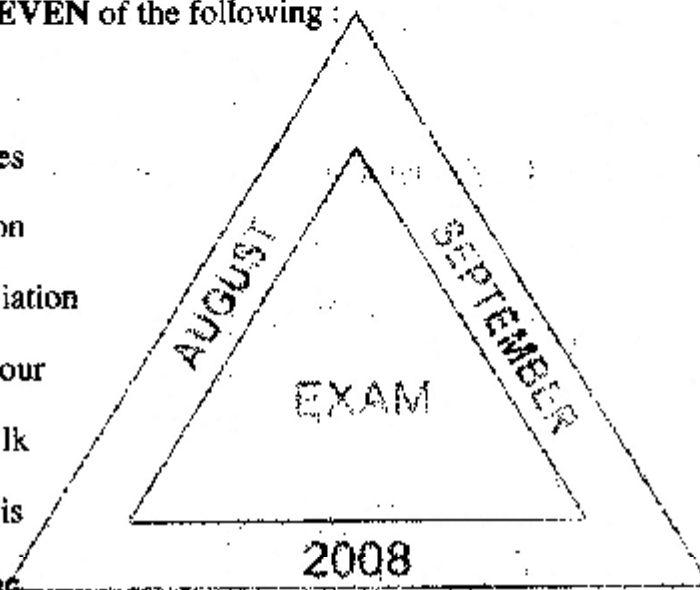 EVEN of the following :
es
on
iation
AUGUST
SEPTEMBER
our
EXAM
lk
is
2008